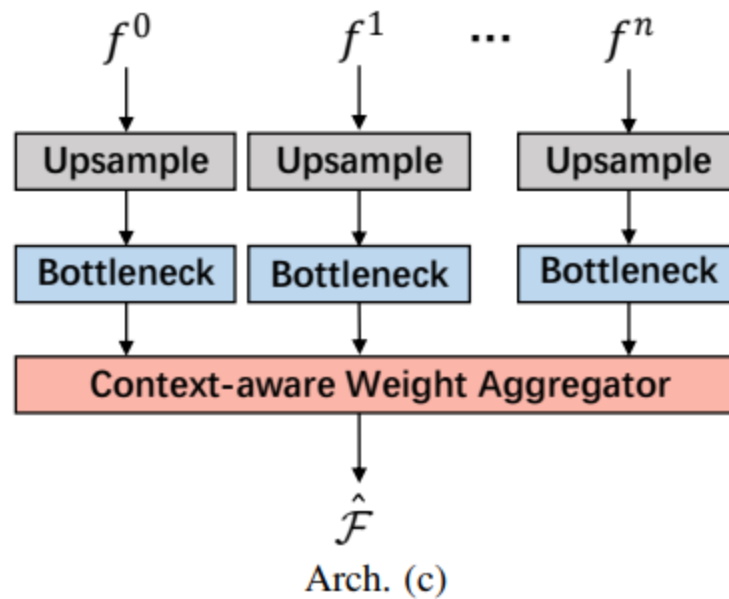 f⁰ f¹ ... fⁿ
Upsample Upsample Upsample
Bottleneck Bottleneck Bottleneck
Context-aware Weight Aggregator
ℱ̂
Arch. (c)